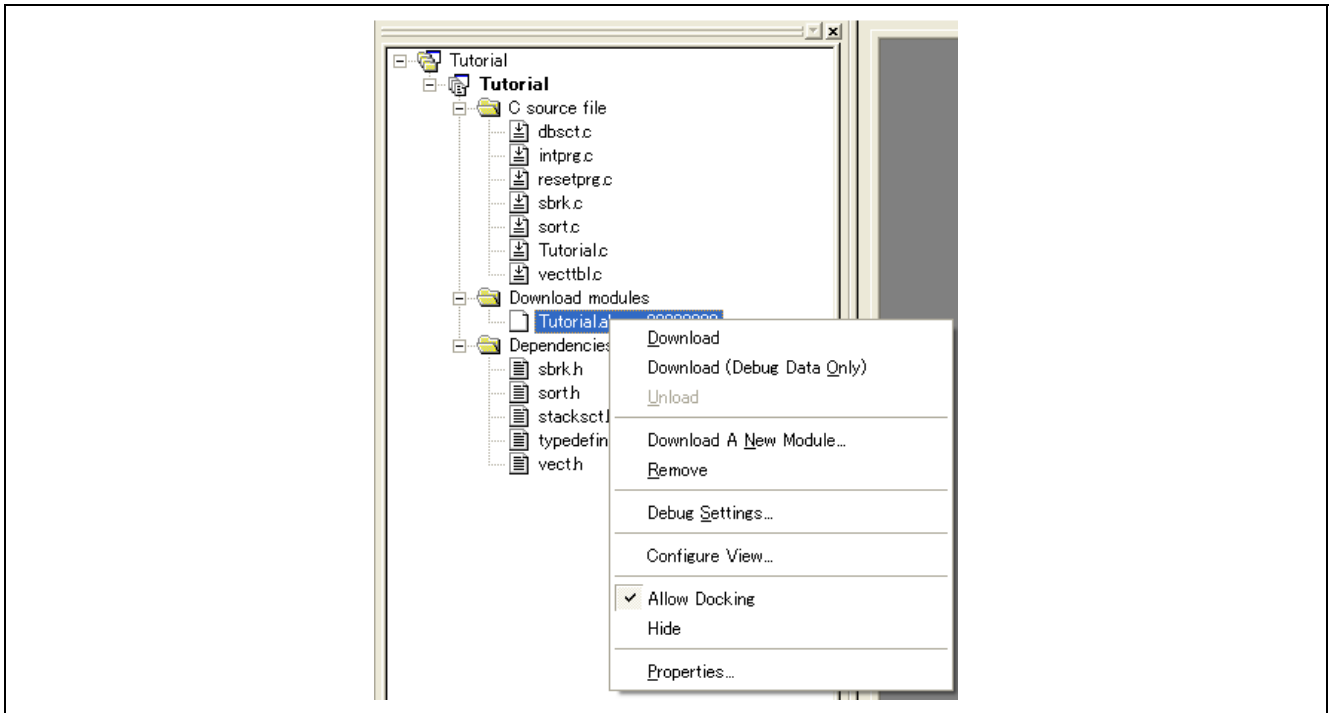 Tutorial
Tutorial
C source file
dbsct.c
intprg.c
resetprg.c
sbrk.c
sort.c
Tutorial.c
vecttbl.c
Download modules
Dependencies
sbrk.h
sort.h
typedefin
vect.h
Download
Download (Debug Data Only)
Unload
Download A New Module...
Remove
Debug Settings...
Configure View...
Allow Docking
Hide
Properties...